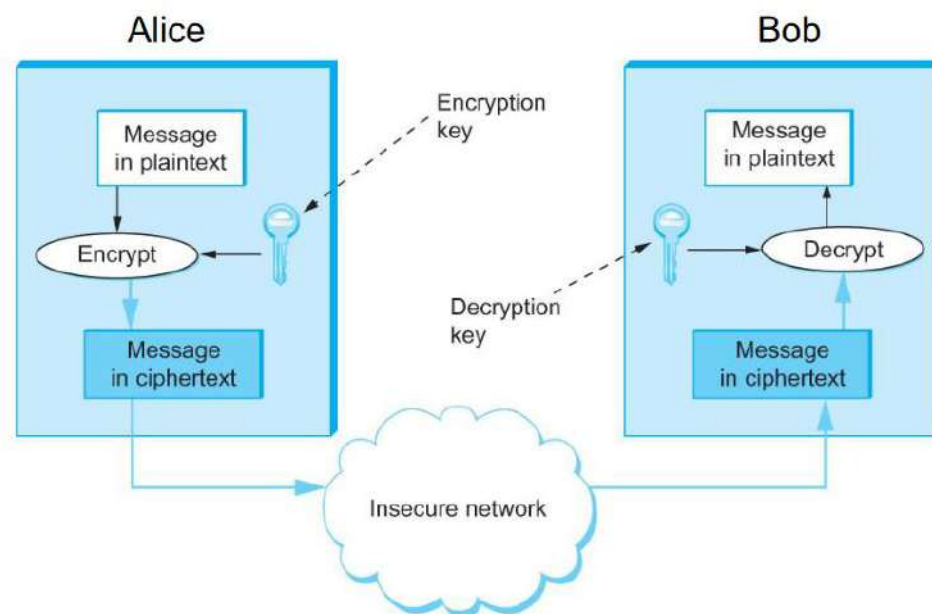 Alice
Bob
Encryption
key
Message
in plaintext
Message
in plaintext
Encrypt
Decrypt
Decryption
key
Message
in ciphertext
Message
in ciphertext
Insecure network